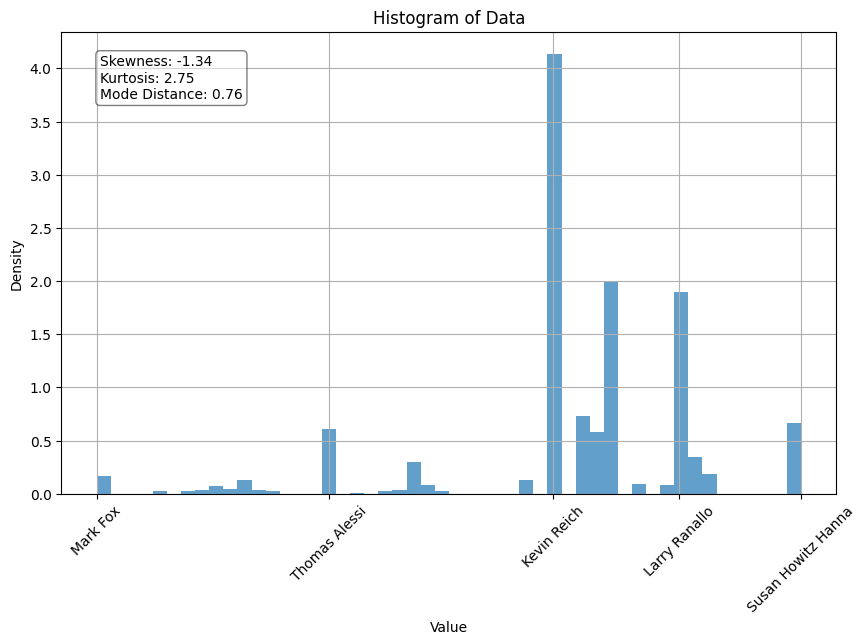 Histogram of Data
Skewness: -1.34
Kurtosis: 2.75
Mode Distance: 0.76
4.0
3.5
3.0
2.5
2.0
1.5
1.0
0.5
0.0
Density
Mark Fox
Thomas Alessi
Kevin Reich
Larry Ranallo
Susan Howitz Hanna
Value